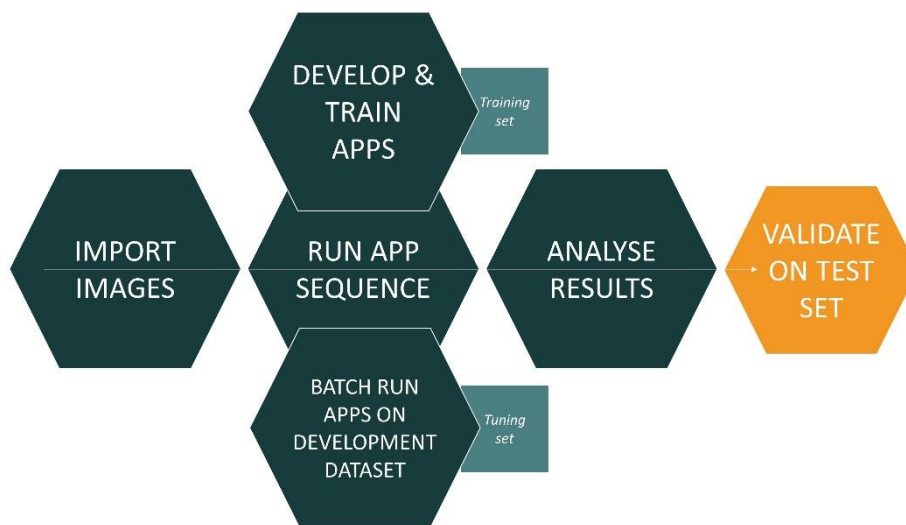 DEVELOP &
TRAIN
APPS
Training
set
IMPORT
IMAGES
RUN APP
SEQUENCE
ANALYSE
RESULTS
VALIDATE
ON TEST
SET
BATCH RUN
APPS ON
DEVELOPMENT
DATASET
Tuning
set